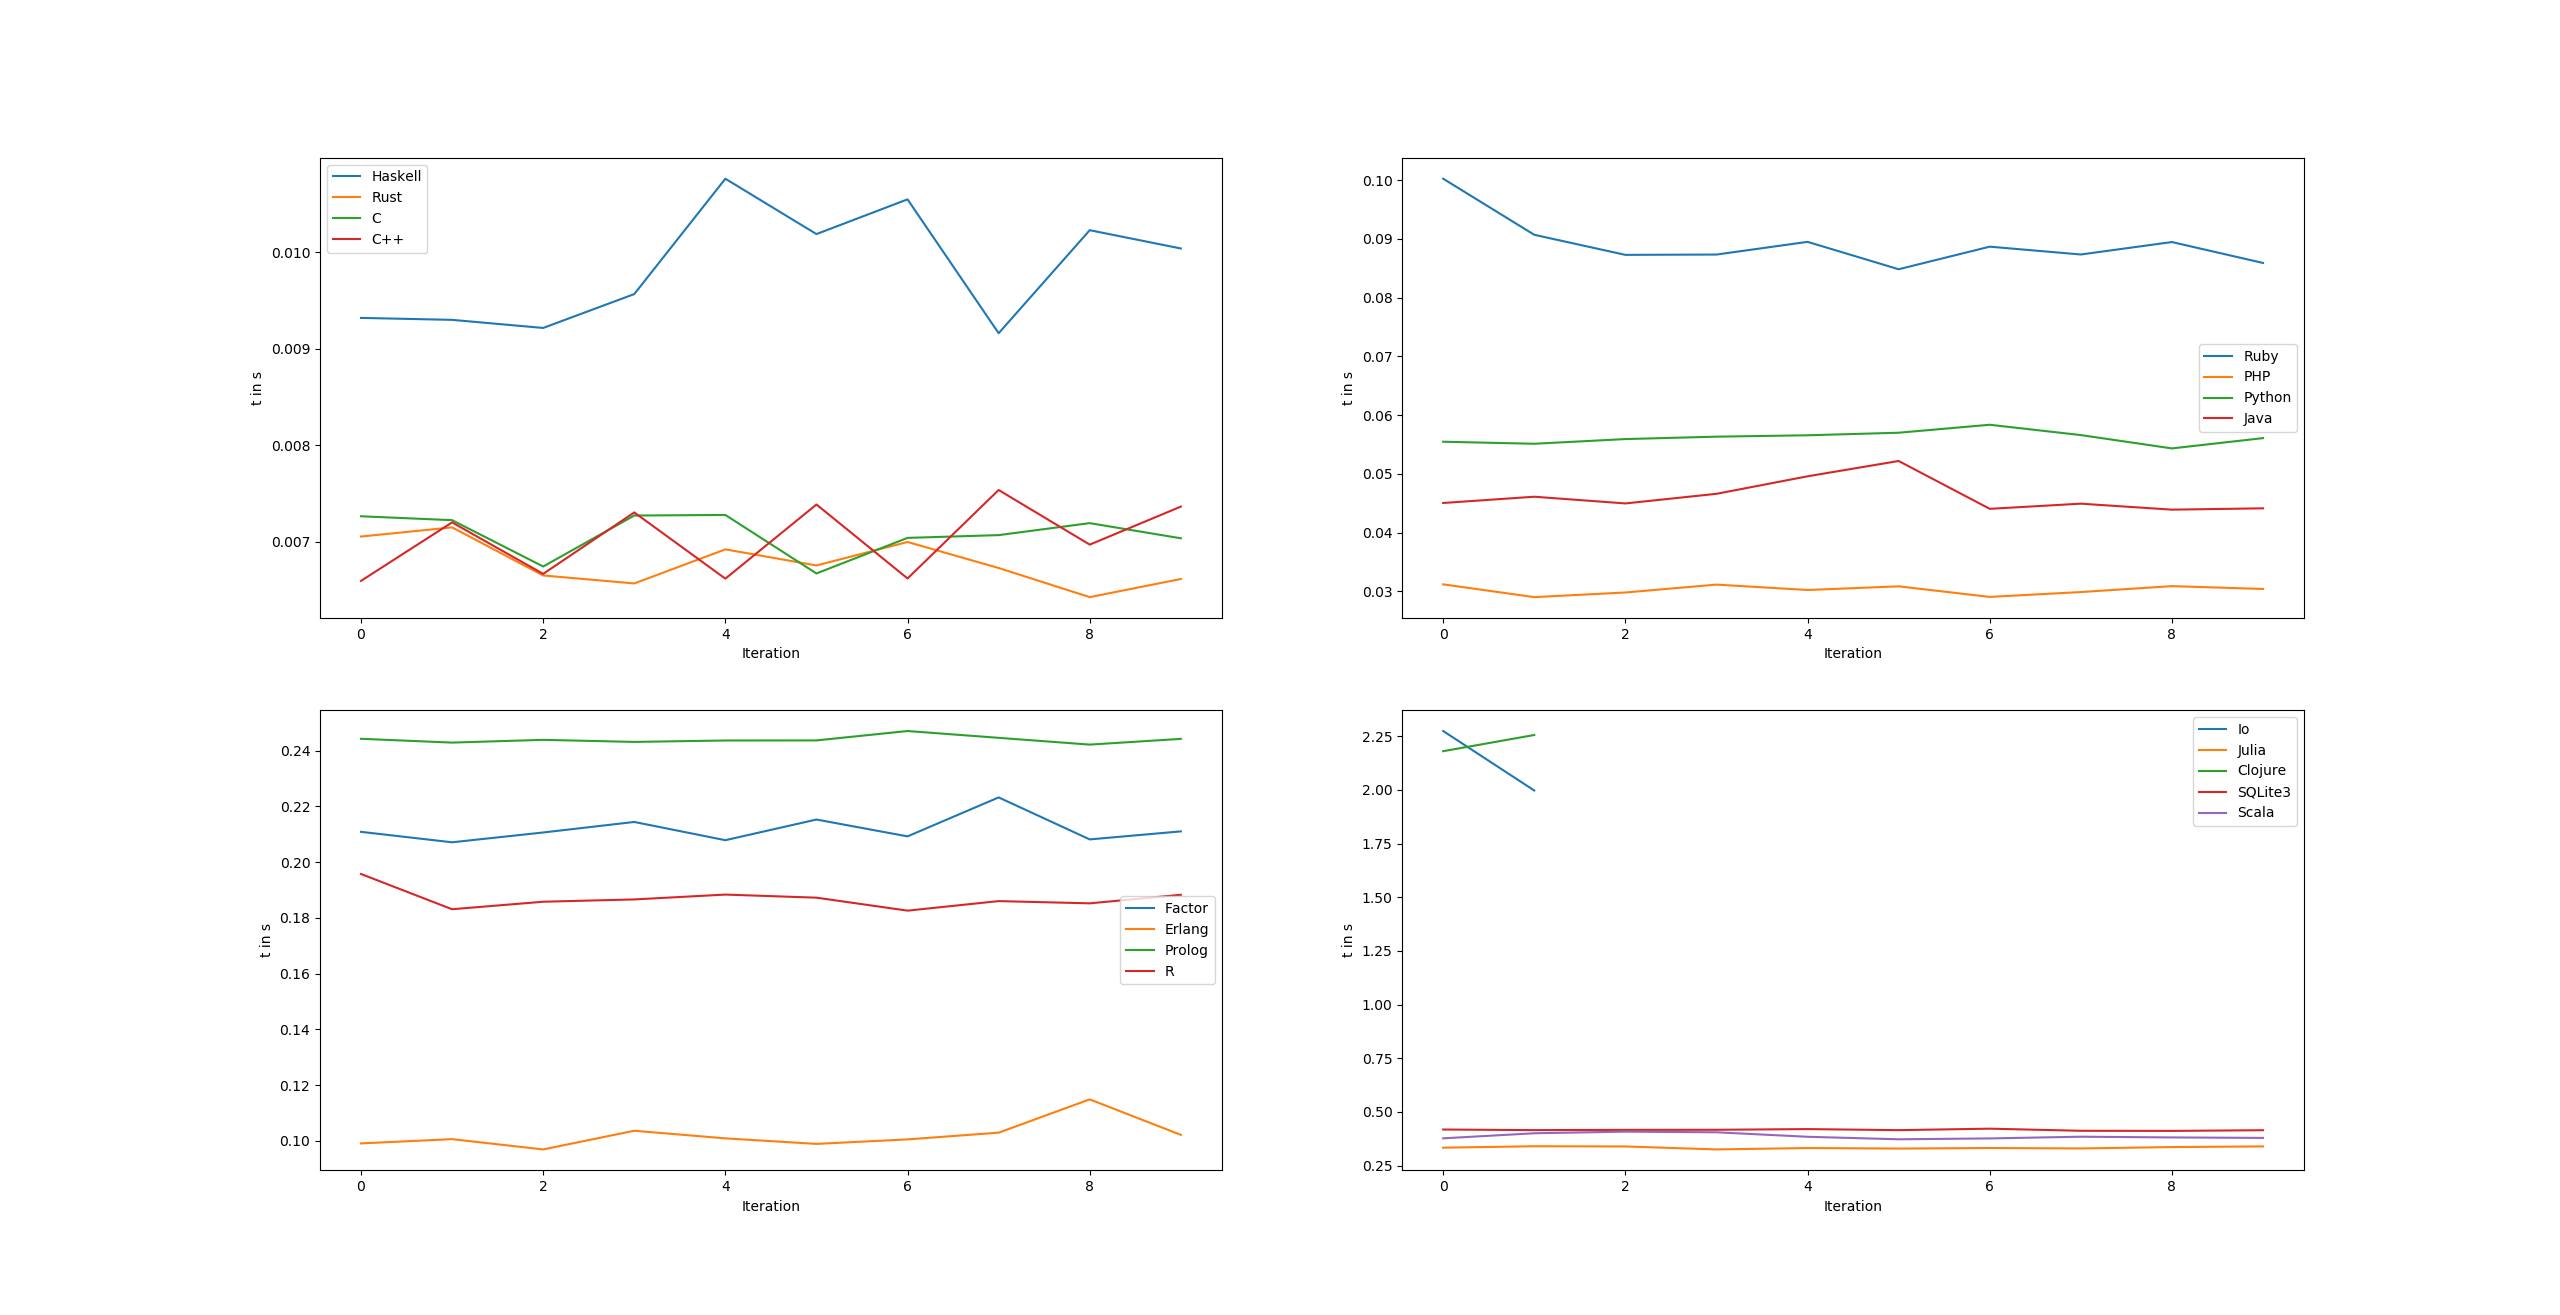 Haskell
Rust
C
C++
0.010
0.009
0.008
0.007
t in s
0 2 4 6 8
Iteration
0.10
0.09
0.08
0.07
0.06
0.05
0.04
0.03
t in s
Ruby
PHP
Python
Java
0 2 4 6 8
Iteration
0.24
0.22
0.20
0.18
0.16
0.14
0.12
0.10
t in s
Factor
Erlang
Prolog
R
0 2 4 6 8
Iteration
2.25
2.00
1.75
1.50
1.25
1.00
0.75
0.50
0.25
t in s
Io
Julia
Clojure
SQLite3
Scala
0 2 4 6 8
Iteration